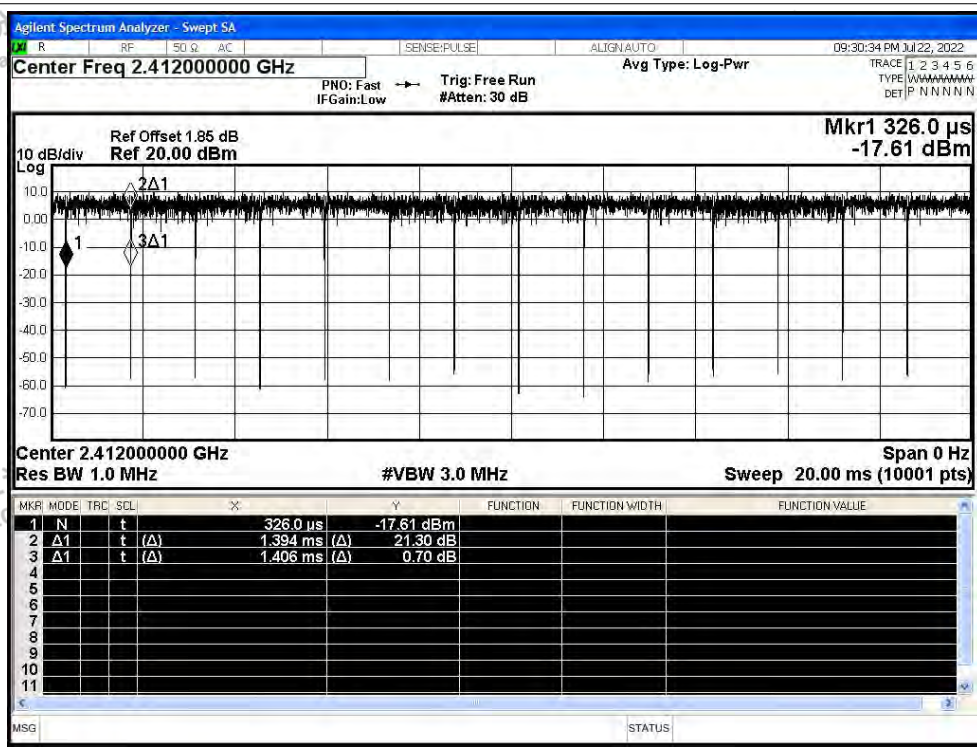 Agilent Spectrum Analyzer - Swept SA
R RF 50 Ω AC SENSE:PULSE ALIGNAUTO 09:30:34 PM Jul 22, 2022
Center Freq 2.412000000 GHz Avg Type: Log-Pwr TRACE 1 2 3 4 5 6
PNO: Fast Trig: Free Run TYPE WWWWWW
IFGain:Low #Atten: 30 dB DET P N N N N N
Mkr1 326.0 µs
Ref Offset 1.85 dB
10 dB/div Ref 20.00 dBm -17.61 dBm
Log
10.0
0.00
-10.0
-20.0
-30.0
-40.0
-50.0
-60.0
-70.0
2Δ1
1 3Δ1
Center 2.412000000 GHz Span 0 Hz
Res BW 1.0 MHz #VBW 3.0 MHz Sweep 20.00 ms (10001 pts)
MKR MODE TRC SCL X Y FUNCTION FUNCTION WIDTH FUNCTION VALUE
1 N t 326.0 µs -17.61 dBm
2 Δ1 t (Δ) 1.394 ms (Δ) 21.30 dB
3 Δ1 t (Δ) 1.406 ms (Δ) 0.70 dB
4
5
6
7
8
9
10
11
MSG STATUS